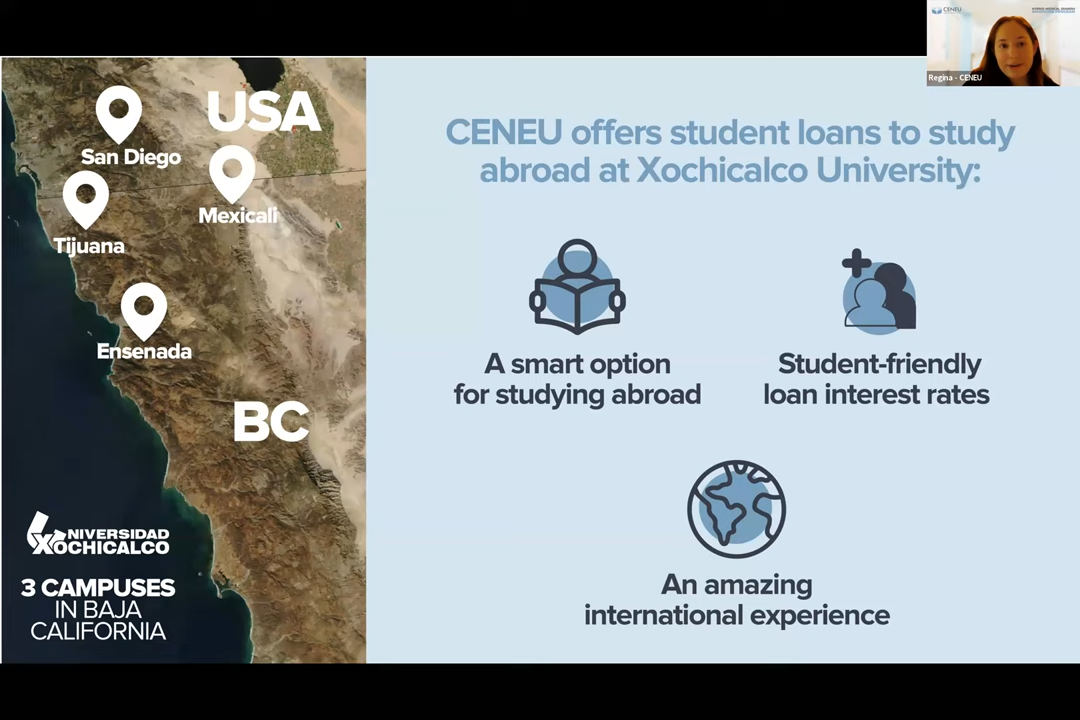 CENEU
Regina - CENEU
San Diego
USA
Mexicali
Tijuana
Ensenada
BC
UNIVERSIDAD
XOCHICALCO
3 CAMPUSES
IN BAJA
CALIFORNIA
CENEU offers student loans to study
abroad at Xochicalco University:
A smart option
for studying abroad
Student-friendly
loan interest rates
An amazing
international experience